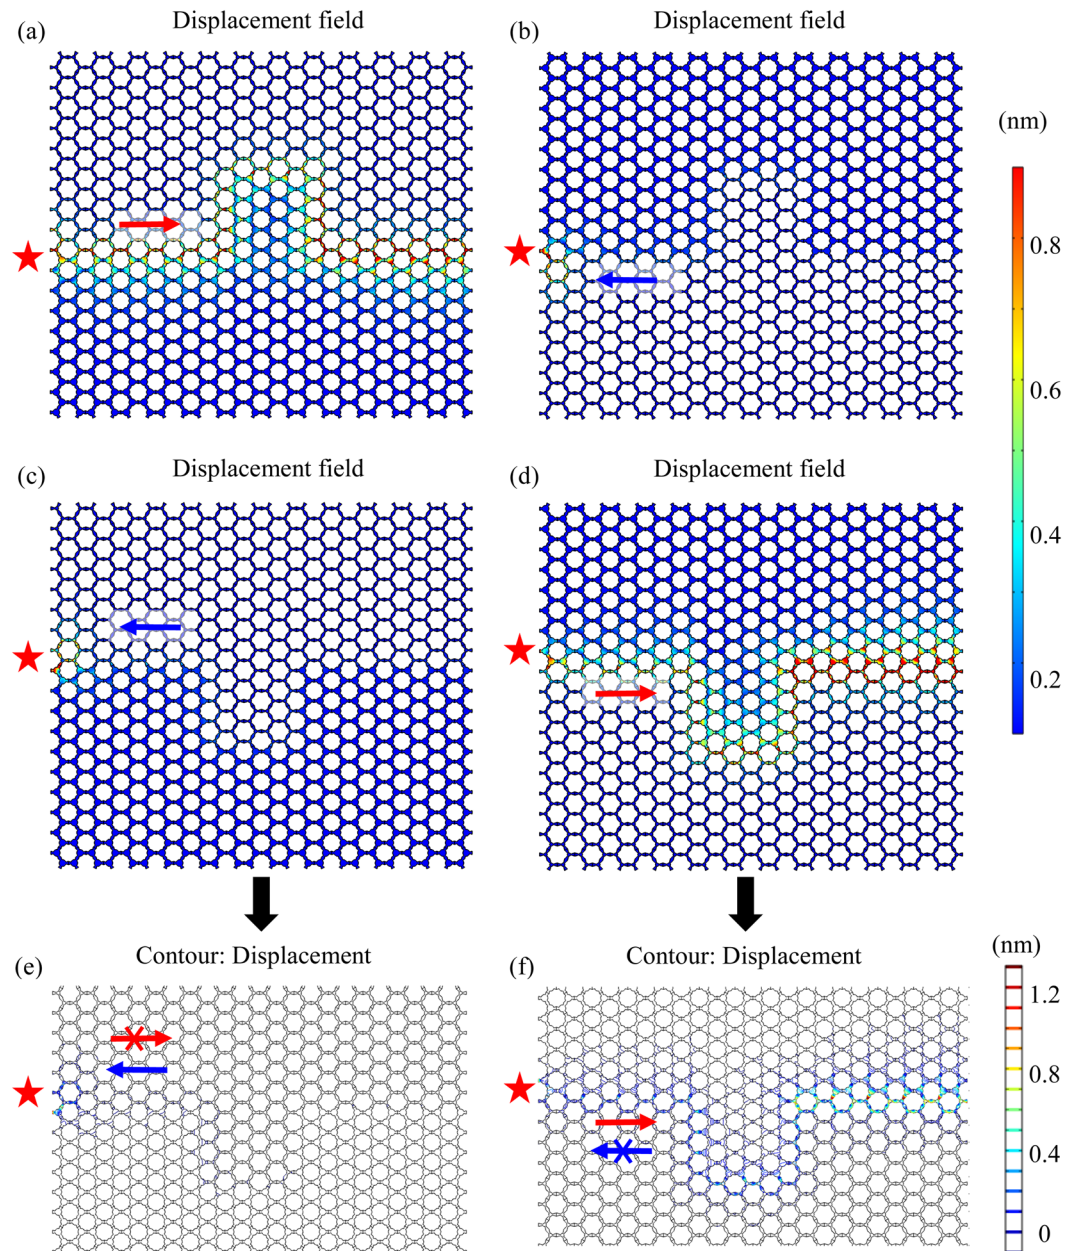 (a)
Displacement field
(b)
Displacement field
(nm)
0.8
0.6
0.4
0.2
(c)
Displacement field
(d)
Displacement field
(e)
Contour: Displacement
(f)
Contour: Displacement
(nm)
1.2
0.8
0.4
0